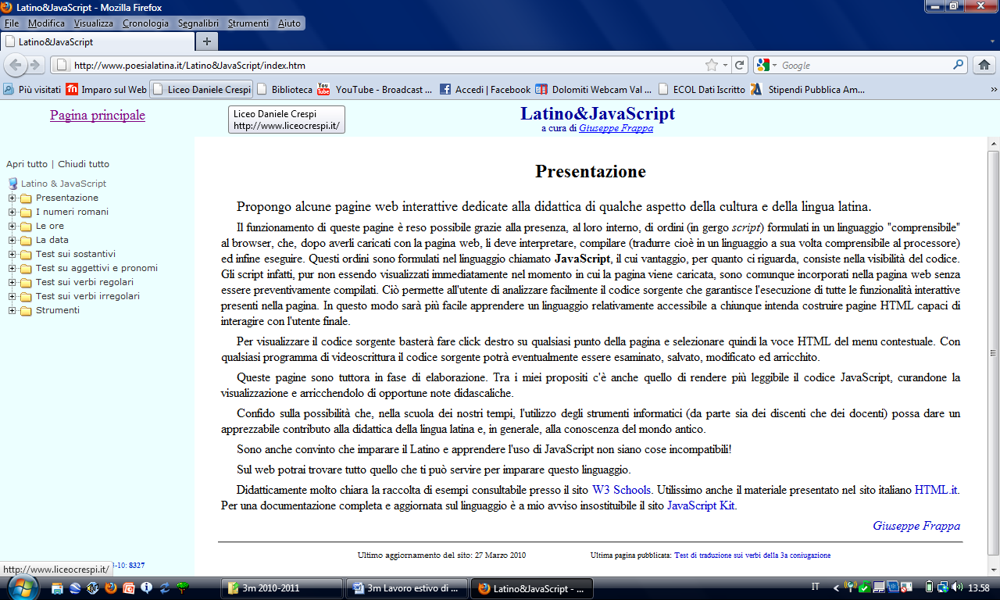 Latino&JavaScript - Mozilla Firefox
File Modifica Visualizza Cronologia Segnalibri Strumenti Aiuto
Latino&JavaScript
http://www.poesialatina.it/Latino&JavaScript/index.htm
Google
Più visitati Imparo sul Web Liceo Daniele Crespi Biblioteca YouTube - Broadcast ... Accedi | Facebook Dolomiti Webcam Val ... ECOL Dati Iscritto Stipendi Pubblica Am... »
Pagina principale
Liceo Daniele Crespi
http://www.liceocrespi.it/
Latino&JavaScript
a cura di Giuseppe Frappa
Apri tutto | Chiudi tutto
Latino & JavaScript
Presentazione
I numeri romani
Le ore
La data
Test sui sostantivi
Test su aggettivi e pronomi
Test sui verbi regolari
Test sui verbi irregolari
Strumenti
Presentazione
Propongo alcune pagine web interattive dedicate alla didattica di qualche aspetto della cultura e della lingua latina.
Il funzionamento di queste pagine è reso possibile grazie alla presenza, al loro interno, di ordini (in gergo script) formulati in un linguaggio "comprensibile"
al browser, che, dopo averli caricati con la pagina web, li deve interpretare, compilare (tradurre cioè in un linguaggio a sua volta comprensibile al processore)
ed infine eseguire. Questi ordini sono formulati nel linguaggio chiamato JavaScript, il cui vantaggio, per quanto ci riguarda, consiste nella visibilità del codice.
Gli script infatti, pur non essendo visualizzati immediatamente nel momento in cui la pagina viene caricata, sono comunque incorporati nella pagina web senza
essere preventivamente compilati. Ciò permette all'utente di analizzare facilmente il codice sorgente che garantisce l'esecuzione di tutte le funzionalità interattive
presenti nella pagina. In questo modo sarà più facile apprendere un linguaggio relativamente accessibile a chiunque intenda costruire pagine HTML capaci di
interagire con l'utente finale.
Per visualizzare il codice sorgente basterà fare click destro su qualsiasi punto della pagina e selezionare quindi la voce HTML del menu contestuale. Con
qualsiasi programma di videoscrittura il codice sorgente potrà eventualmente essere esaminato, salvato, modificato ed arricchito.
Queste pagine sono tuttora in fase di elaborazione. Tra i miei propositi c'è anche quello di rendere più leggibile il codice JavaScript, curandone la
visualizzazione e arricchendolo di opportune note didascaliche.
Confido sulla possibilità che, nella scuola dei nostri tempi, l'utilizzo degli strumenti informatici (da parte sia dei discenti che dei docenti) possa dare un
apprezzabile contributo alla didattica della lingua latina e, in generale, alla conoscenza del mondo antico.
Sono anche convinto che imparare il Latino e apprendere l'uso di JavaScript non siano cose incompatibili!
Sul web potrai trovare tutto quello che ti può servire per imparare questo linguaggio.
Didatticamente molto chiara la raccolta di esempi consultabile presso il sito W3 Schools. Utilissimo anche il materiale presentato nel sito italiano HTML.it.
Per una documentazione completa e aggiornata sul linguaggio è a mio avviso insostituibile il sito JavaScript Kit.
Giuseppe Frappa
Ultimo aggiornamento del sito: 27 Marzo 2010 Ultima pagina pubblicata: Test di traduzione sui verbi della 3a coniugazione
http://www.liceocrespi.it/ -10: 8327
3m 2010-2011 3m Lavoro estivo di ... Latino&JavaScript - ... IT 13.58